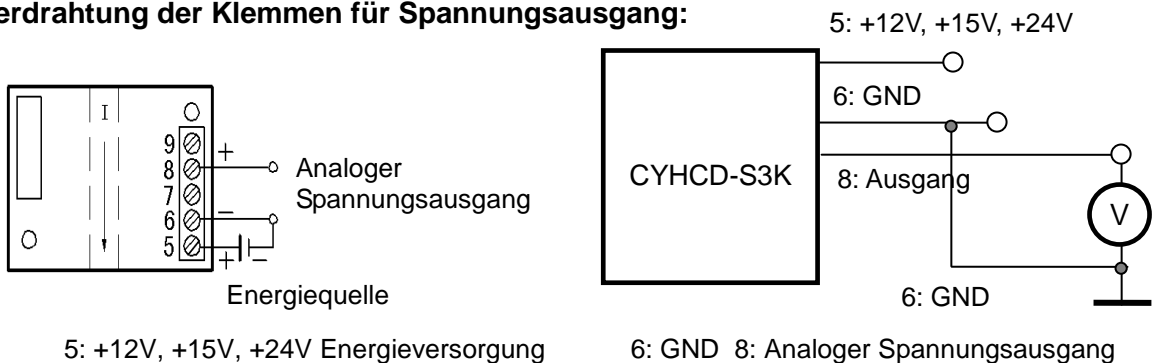 erdrahtung der Klemmen für Spannungsausgang:
5: +12V, +15V, +24V
I
9
8
7
6
5
+
–
+
–
Analoger
Spannungsausgang
Energiequelle
6: GND
CYHCD-S3K
8: Ausgang
V
6: GND
5: +12V, +15V, +24V Energieversorgung
6: GND 8: Analoger Spannungsausgang